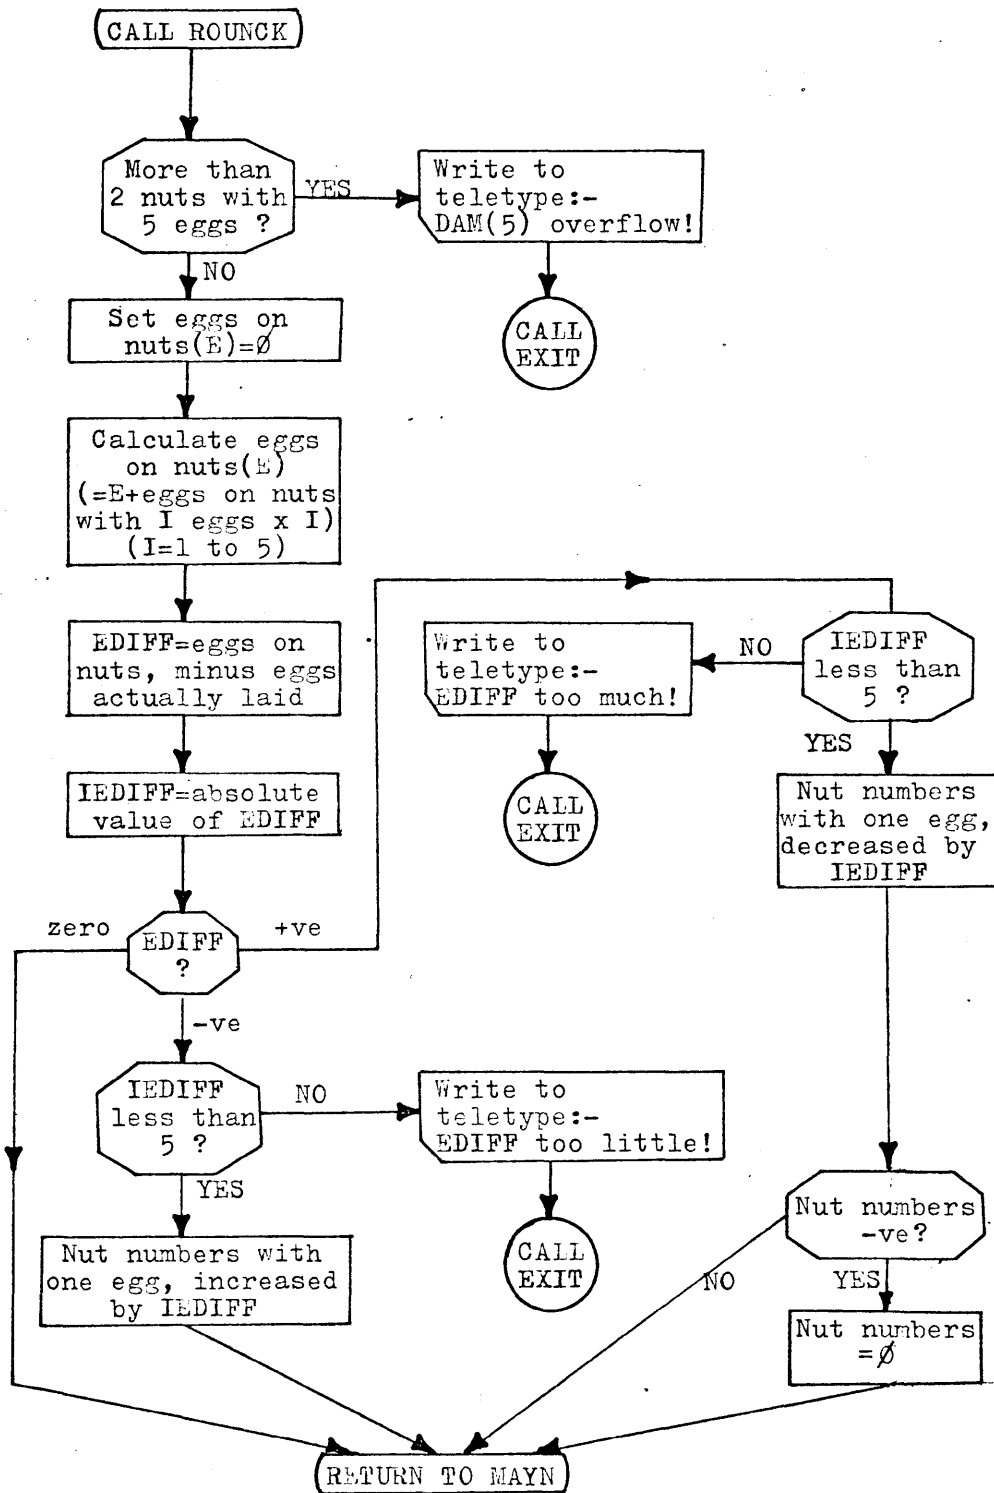 CALL ROUNCK
More than
2 nuts with
5 eggs ?
YES
Write to
teletype:-
DAM(5) overflow!
NO
CALL
EXIT
Set eggs on
nuts(E)=Ø
Calculate eggs
on nuts(E)
(=E+eggs on nuts
with I eggs x I)
(I=1 to 5)
EDIFF=eggs on
nuts, minus eggs
actually laid
Write to
teletype:-
EDIFF too much!
NO
IEDIFF
less than
5 ?
YES
IEDIFF=absolute
value of EDIFF
CALL
EXIT
Nut numbers
with one egg,
decreased by
IEDIFF
zero
EDIFF
?
+ve
-ve
IEDIFF
less than
5 ?
NO
Write to
teletype:-
EDIFF too little!
YES
Nut numbers with
one egg, increased
by IEDIFF
CALL
EXIT
Nut numbers
-ve?
NO
YES
Nut numbers
=Ø
RETURN TO MAYN